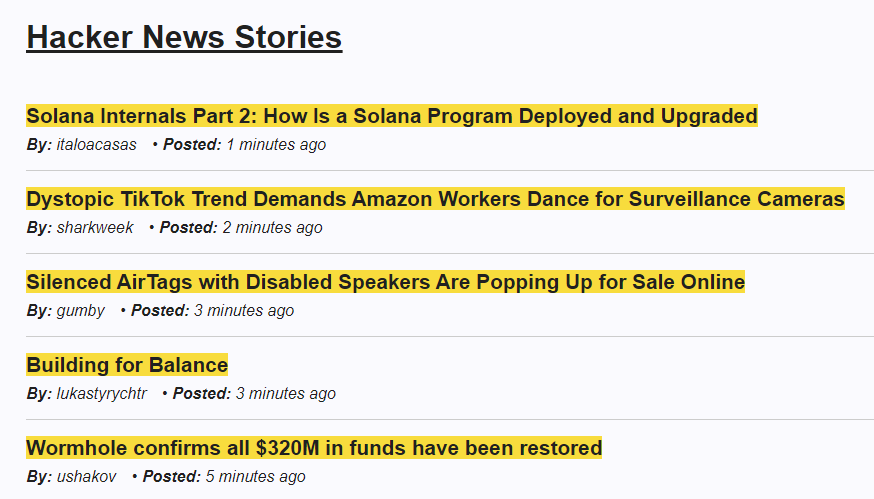 Hacker News Stories
Solana Internals Part 2: How Is a Solana Program Deployed and Upgraded
By: italoacasas • Posted: 1 minutes ago
Dystopic TikTok Trend Demands Amazon Workers Dance for Surveillance Cameras
By: sharkweek • Posted: 2 minutes ago
Silenced AirTags with Disabled Speakers Are Popping Up for Sale Online
By: gumby • Posted: 3 minutes ago
Building for Balance
By: lukastyrychtr • Posted: 3 minutes ago
Wormhole confirms all $320M in funds have been restored
By: ushakov • Posted: 5 minutes ago